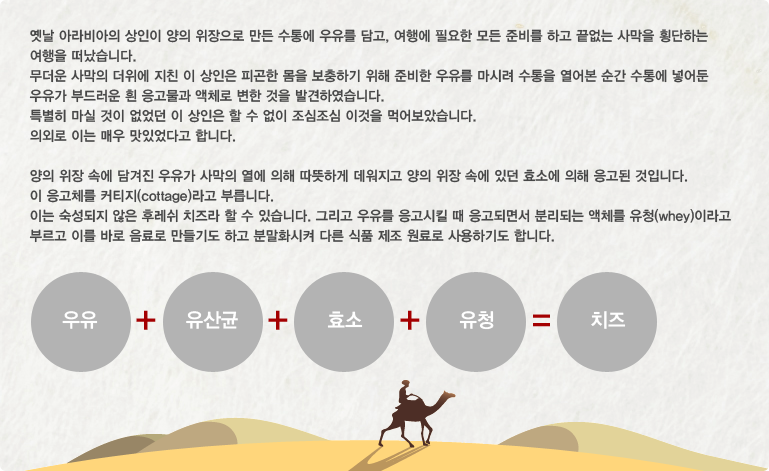 옛날 아라비아의 상인이 양의 위장으로 만든 수통에 우유를 담고, 여행에 필요한 모든 준비를 하고 끝없는 사막을 횡단하는
여행을 떠났습니다.
무더운 사막의 더위에 지친 이 상인은 피곤한 몸을 보충하기 위해 준비한 우유를 마시려 수통을 열어본 순간 수통에 넣어둔
우유가 부드러운 흰 응고물과 액체로 변한 것을 발견하였습니다.
특별히 마실 것이 없었던 이 상인은 할 수 없이 조심조심 이것을 먹어보았습니다.
의외로 이는 매우 맛있었다고 합니다.
양의 위장 속에 담겨진 우유가 사막의 열에 의해 따뜻하게 데워지고 양의 위장 속에 있던 효소에 의해 응고된 것입니다.
이 응고체를 커티지(cottage)라고 부릅니다.
이는 숙성되지 않은 후레쉬 치즈라 할 수 있습니다. 그리고 우유를 응고시킬 때 응고되면서 분리되는 액체를 유청(whey)이라고
부르고 이를 바로 음료로 만들기도 하고 분말화시켜 다른 식품 제조 원료로 사용하기도 합니다.
우유 + 유산균 + 효소 + 유청 = 치즈